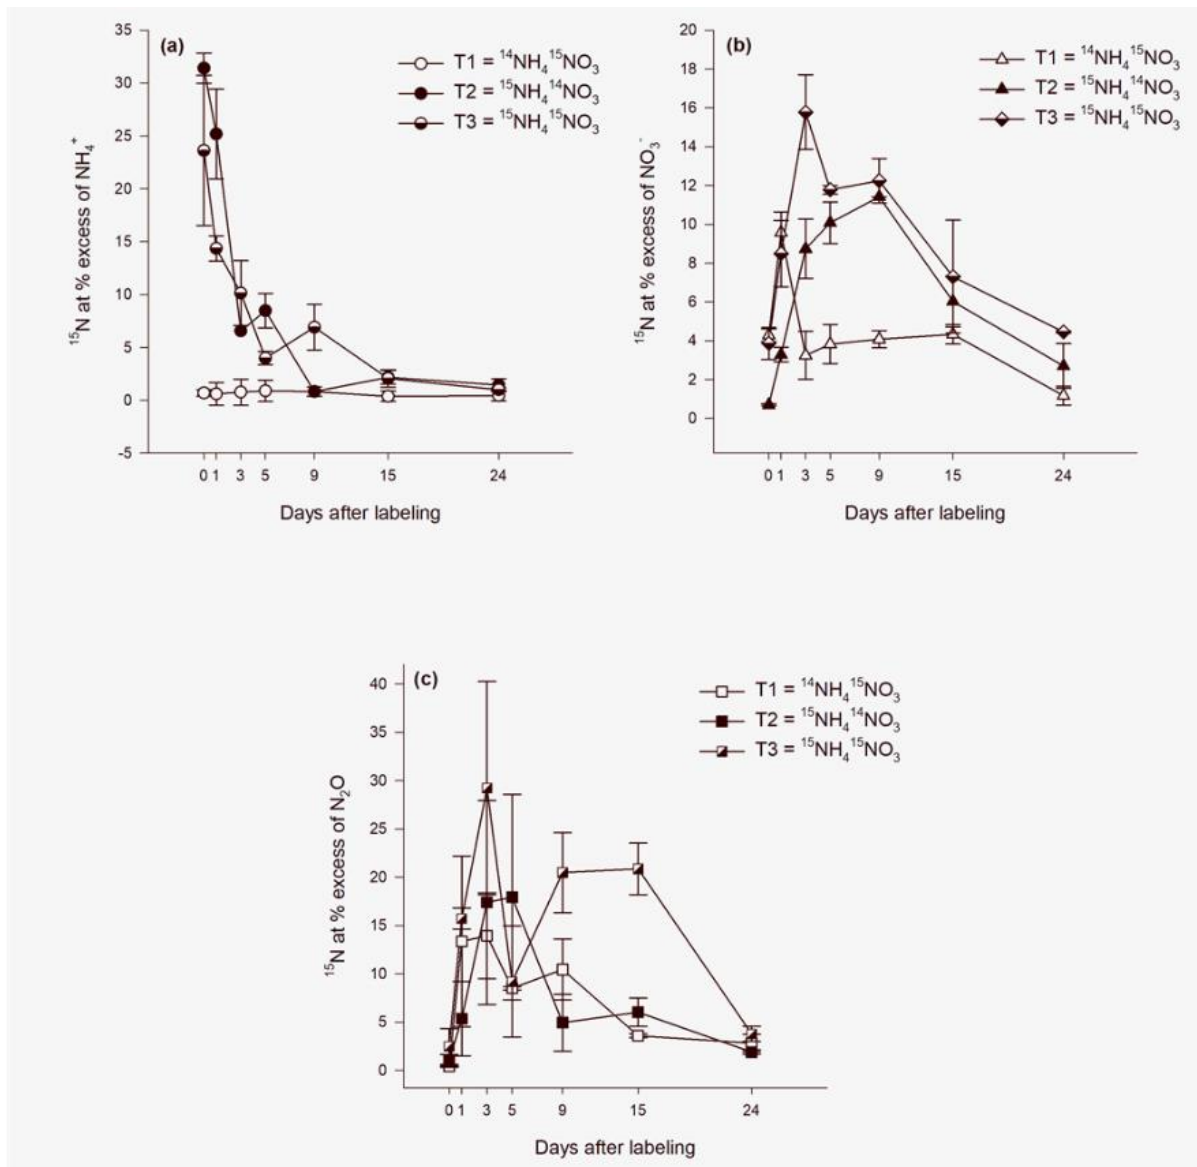 (a)
T1 = ¹⁴NH₄¹⁵NO₃
T2 = ¹⁵NH₄¹⁴NO₃
T3 = ¹⁵NH₄¹⁵NO₃
¹⁵N at % excess of NH₄⁺
35
30
25
20
15
10
5
0
-5
0 1 3 5 9 15 24
Days after labeling
(b)
T1 = ¹⁴NH₄¹⁵NO₃
T2 = ¹⁵NH₄¹⁴NO₃
T3 = ¹⁵NH₄¹⁵NO₃
¹⁵N at % excess of NO₃⁻
20
18
16
14
12
10
8
6
4
2
0
0 1 3 5 9 15 24
Days after labeling
(c)
T1 = ¹⁴NH₄¹⁵NO₃
T2 = ¹⁵NH₄¹⁴NO₃
T3 = ¹⁵NH₄¹⁵NO₃
¹⁵N at % excess of N₂O
40
35
30
25
20
15
10
5
0
0 1 3 5 9 15 24
Days after labeling